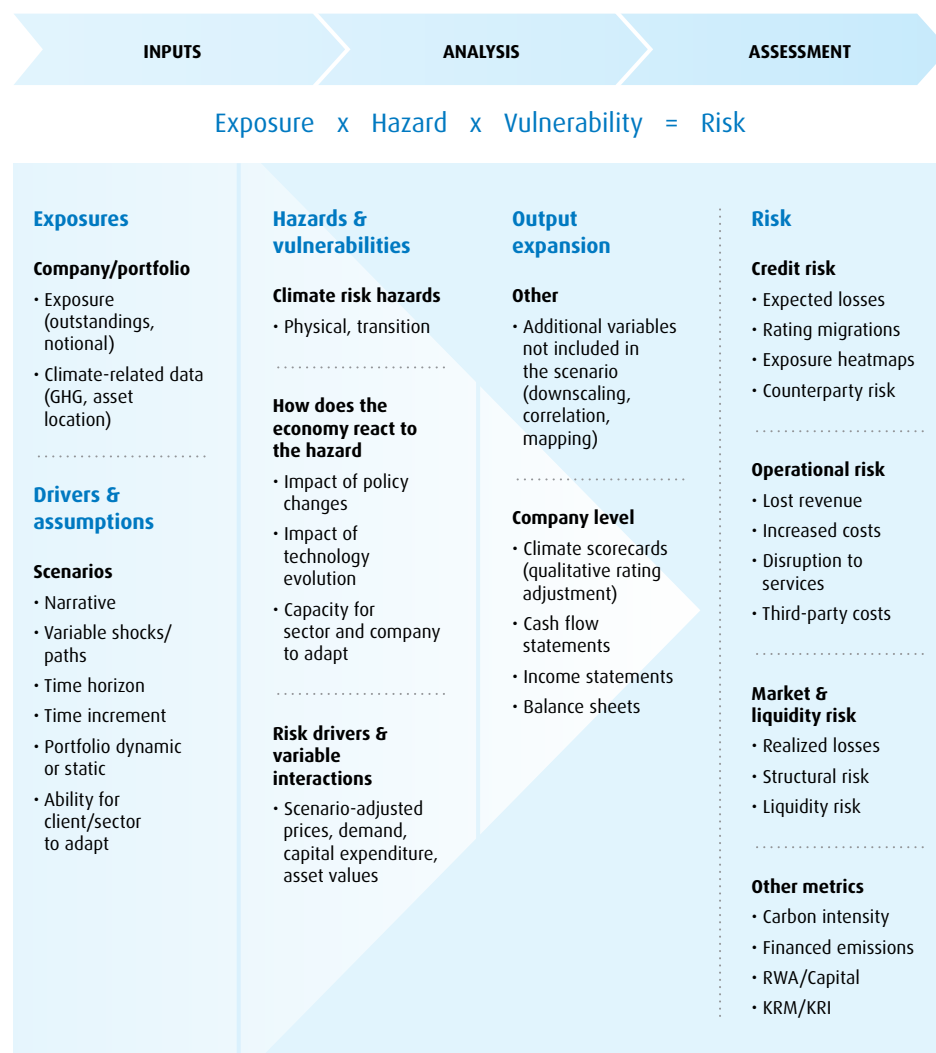 INPUTS
ANALYSIS
ASSESSMENT
Exposure x Hazard x Vulnerability = Risk
Exposures
Company/portfolio
· Exposure
(outstandings,
notional)
· Climate-related data
(GHG, asset
location)
Drivers &
assumptions
Scenarios
· Narrative
· Variable shocks/
paths
· Time horizon
· Time increment
· Portfolio dynamic
or static
· Ability for
client/sector
to adapt
Hazards &
vulnerabilities
Climate risk hazards
· Physical, transition
How does the
economy react to
the hazard
· Impact of policy
changes
· Impact of
technology
evolution
· Capacity for
sector and company
to adapt
Risk drivers &
variable
interactions
· Scenario-adjusted
prices, demand,
capital expenditure,
asset values
Output
expansion
Other
· Additional variables
not included in
the scenario
(downscaling,
correlation,
mapping)
Company level
· Climate scorecards
(qualitative rating
adjustment)
· Cash flow
statements
· Income statements
· Balance sheets
Risk
Credit risk
· Expected losses
· Rating migrations
· Exposure heatmaps
· Counterparty risk
Operational risk
· Lost revenue
· Increased costs
· Disruption to
services
· Third-party costs
Market &
liquidity risk
· Realized losses
· Structural risk
· Liquidity risk
Other metrics
· Carbon intensity
· Financed emissions
· RWA/Capital
· KRM/KRI